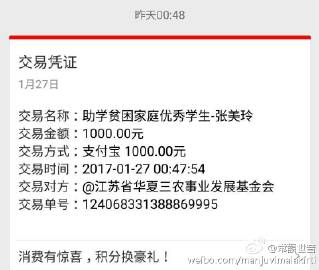 昨天00:48
交易凭证
1月27日
交易名称：助学贫困家庭优秀学生-张美玲
交易金额：1000.00元
交易方式：支付宝 1000.00元
交易时间：2017-01-27 00:47:54
交易对方：@江苏省华夏三农事业发展基金会
交易单号：124068331388869995
消费有惊喜，积分换豪礼！